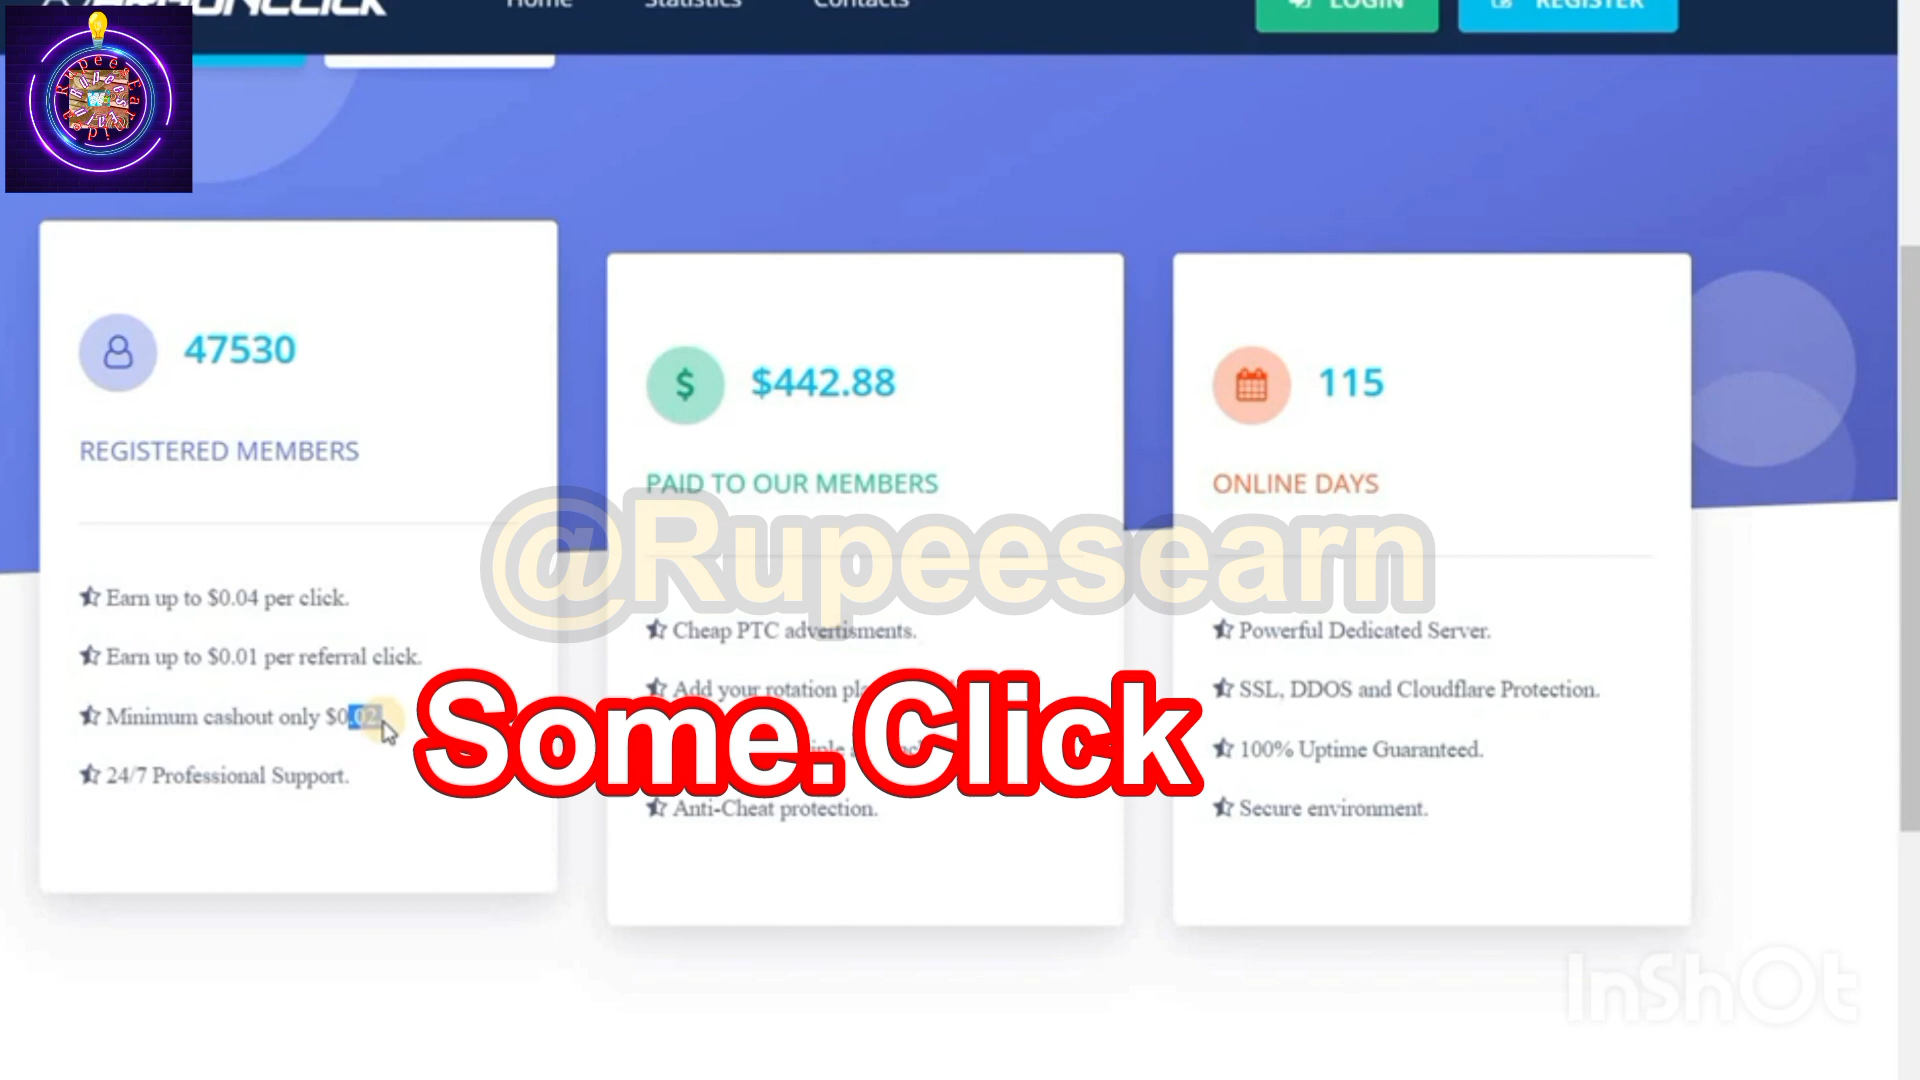 Home Statistics Contacts LOGIN REGISTER
47530
REGISTERED MEMBERS
Earn up to $0.04 per click.
Earn up to $0.01 per referral click.
Minimum cashout only $0.02
24/7 Professional Support.
$442.88
PAID TO OUR MEMBERS
Cheap PTC advertisments.
Add your rotation
Anti-Cheat protection.
115
ONLINE DAYS
Powerful Dedicated Server.
SSL, DDOS and Cloudflare Protection.
100% Uptime Guaranteed.
Secure environment.
@Rupeesearn
Some.Click
InShOt